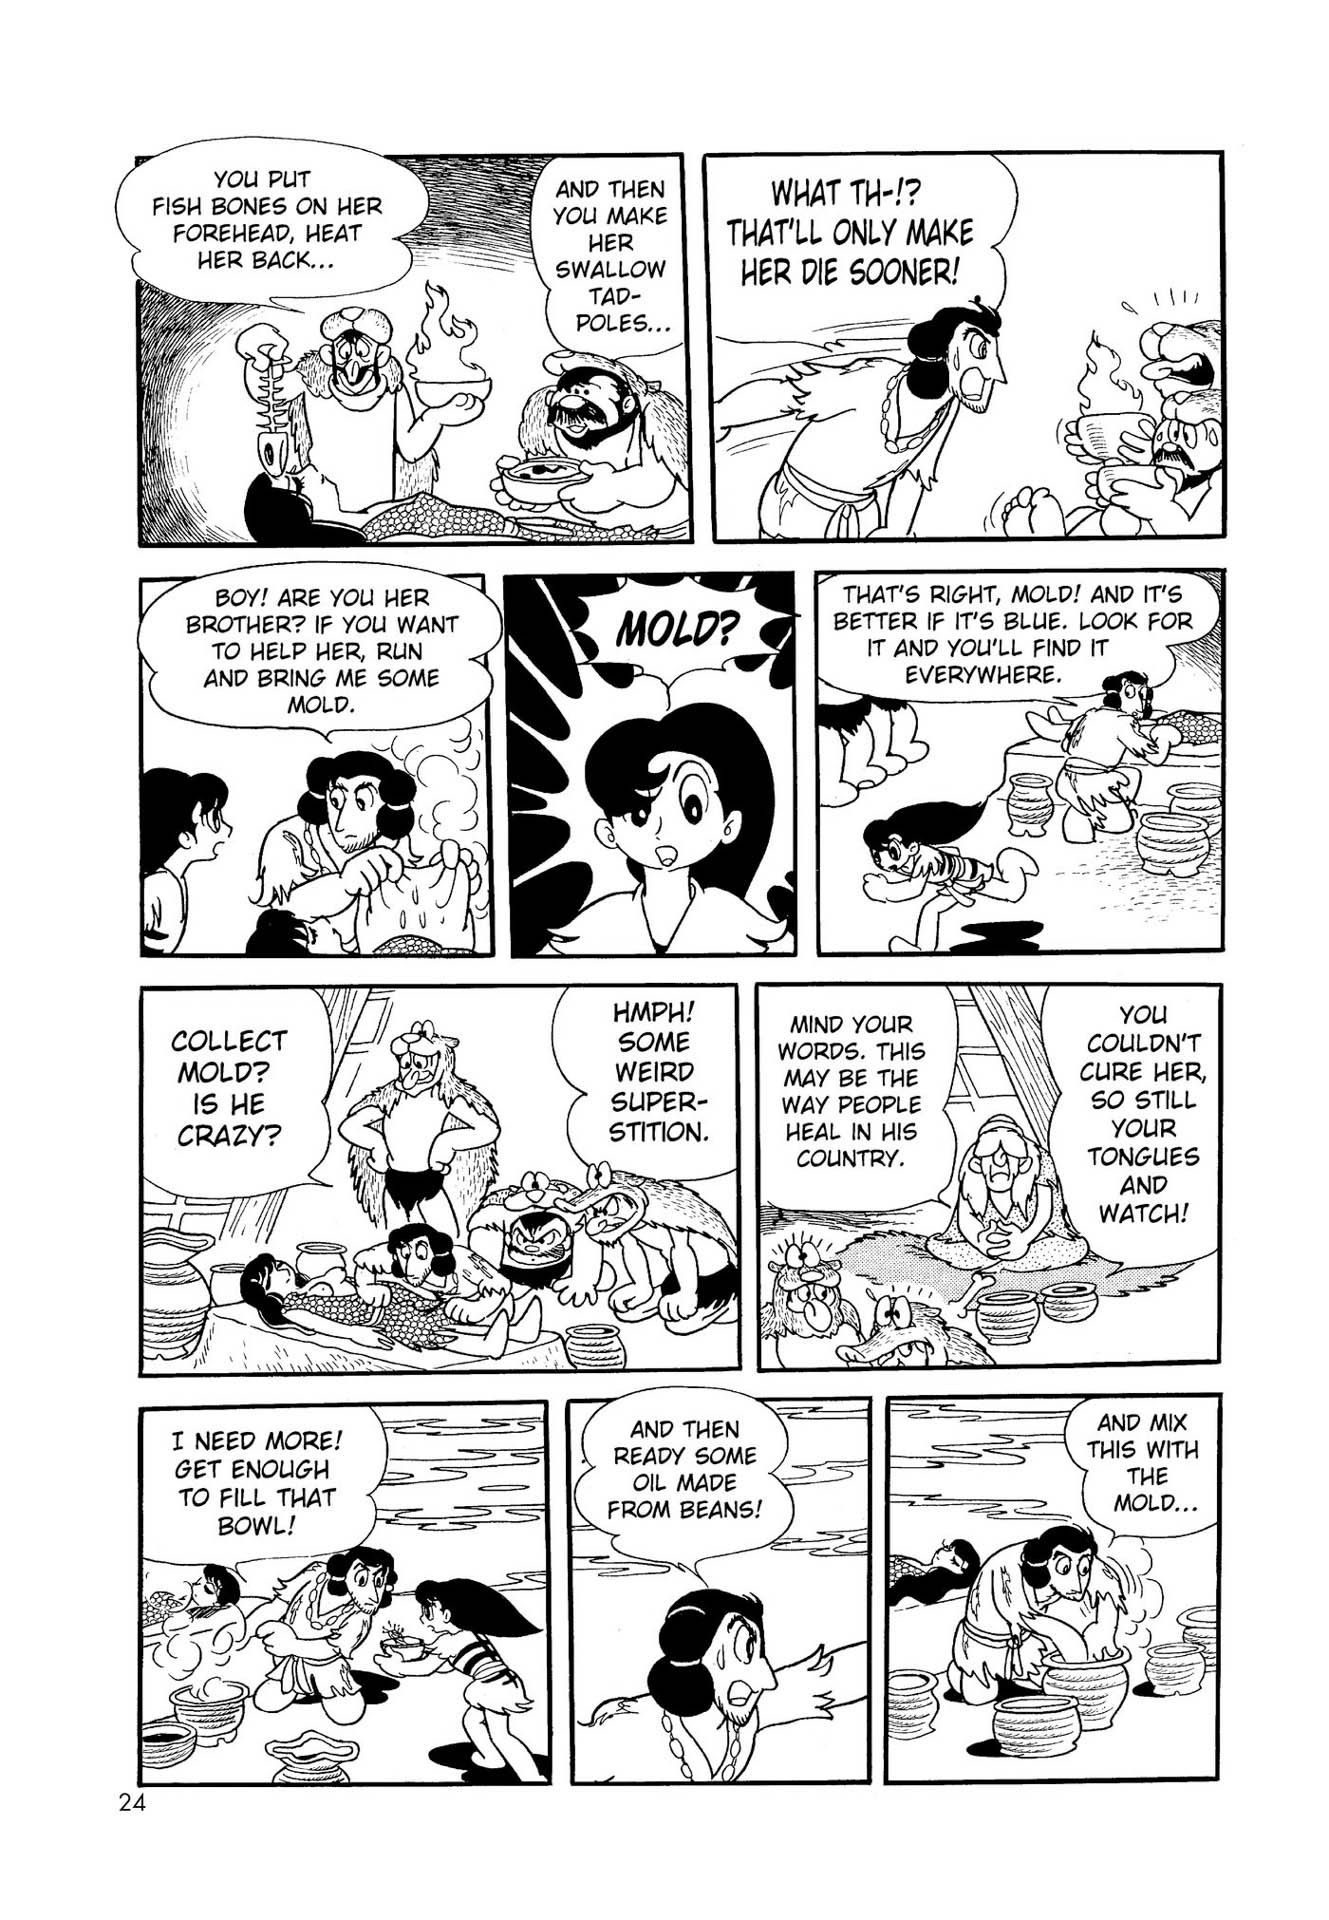 YOU PUT
FISH BONES ON HER
FOREHEAD, HEAT
HER BACK...
AND THEN
YOU MAKE
HER
SWALLOW
TAD-
POLES...
WHAT TH-!?
THAT'LL ONLY MAKE
HER DIE SOONER!
BOY! ARE YOU HER
BROTHER? IF YOU WANT
TO HELP HER, RUN
AND BRING ME SOME
MOLD.
MOLD?
THAT'S RIGHT, MOLD! AND IT'S
BETTER IF IT'S BLUE. LOOK FOR
IT AND YOU'LL FIND IT
EVERYWHERE.
COLLECT
MOLD?
IS HE
CRAZY?
HMPH!
SOME
WEIRD
SUPER-
STITION.
MIND YOUR
WORDS. THIS
MAY BE THE
WAY PEOPLE
HEAL IN HIS
COUNTRY.
YOU
COULDN'T
CURE HER,
SO STILL
YOUR
TONGUES
AND
WATCH!
I NEED MORE!
GET ENOUGH
TO FILL THAT
BOWL!
AND THEN
READY SOME
OIL MADE
FROM BEANS!
AND MIX
THIS WITH
THE
MOLD...
24